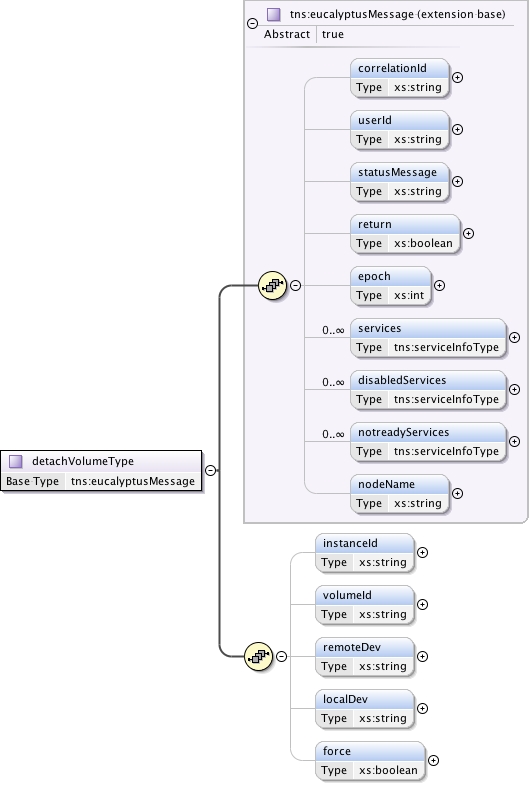 tns:eucalyptusMessage (extension base)
Abstract true
correlationId
Type xs:string
userId
Type xs:string
statusMessage
Type xs:string
return
Type xs:boolean
epoch
Type xs:int
0..∞ services
Type tns:serviceInfoType
0..∞ disabledServices
Type tns:serviceInfoType
0..∞ notreadyServices
Type tns:serviceInfoType
nodeName
Type xs:string
detachVolumeType
Base Type tns:eucalyptusMessage
instanceId
Type xs:string
volumeId
Type xs:string
remoteDev
Type xs:string
localDev
Type xs:string
force
Type xs:boolean